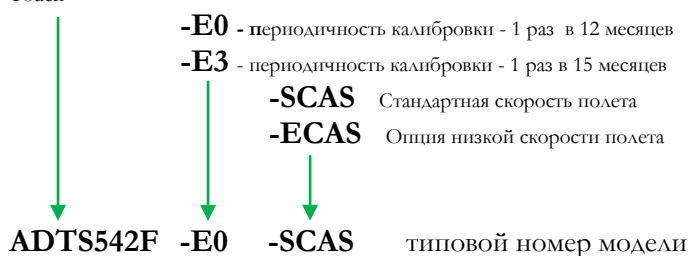 -E0 - периодичность калибровки - 1 раз в 12 месяцев
-E3 - периодичность калибровки - 1 раз в 15 месяцев
-SCAS Стандартная скорость полета
-ECAS Опция низкой скорости полета
ADTS542F -E0 -SCAS типовой номер модели